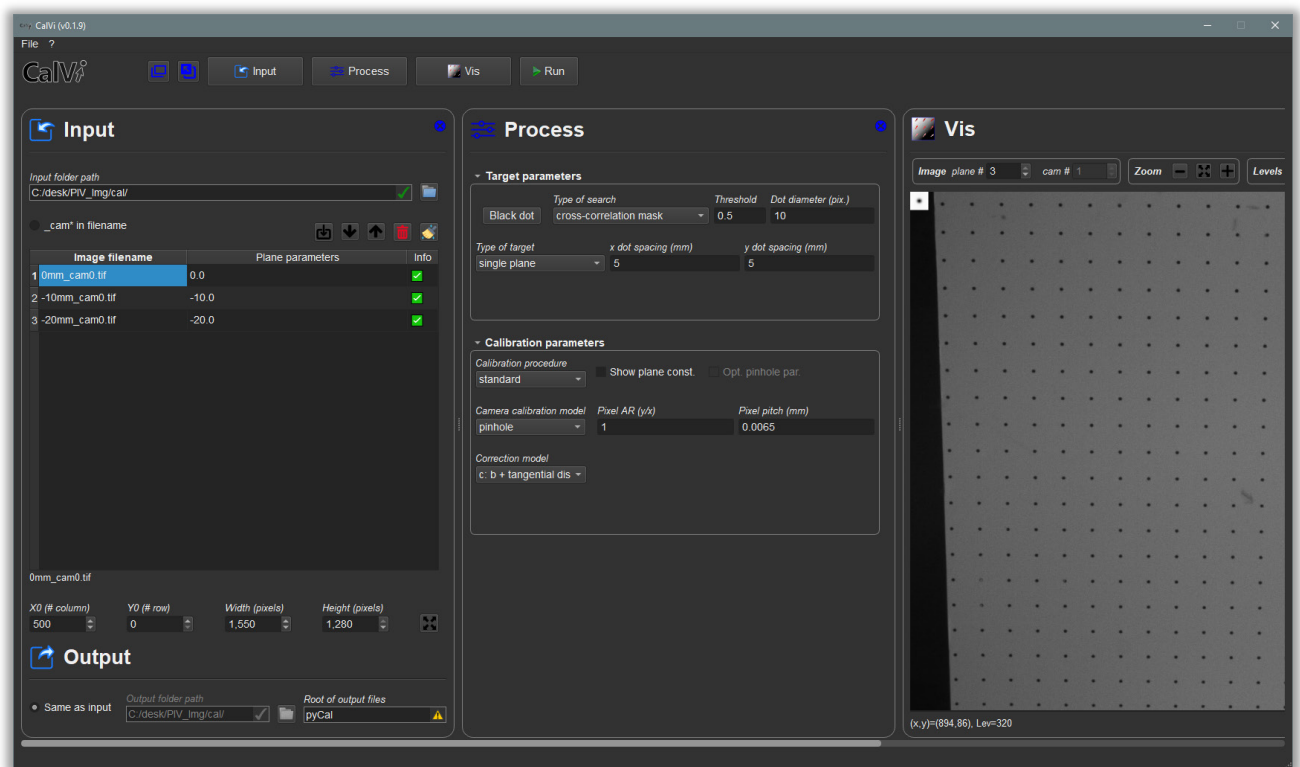 CalVi (v0.1.9)
File ?
CalVi
Input
Process
Vis
Run
Input
Input folder path
C:/desk/PIV_Img/cal/
_cam* in filename
Image filename Plane parameters Info
1 0mm_cam0.tif 0.0
2 -10mm_cam0.tif -10.0
3 -20mm_cam0.tif -20.0
0mm_cam0.tif
X0 (# column) Y0 (# row) Width (pixels) Height (pixels)
500 0 1,550 1,280
Output
Same as input
Output folder path
C:/desk/PIV_Img/cal/
Root of output files
pyCal
Process
Target parameters
Type of search Threshold Dot diameter (pix.)
Black dot cross-correlation mask 0.5 10
Type of target x dot spacing (mm) y dot spacing (mm)
single plane 5 5
Calibration parameters
Calibration procedure
standard Show plane const. Opt. pinhole par.
Camera calibration model Pixel AR (y/x) Pixel pitch (mm)
pinhole 1 0.0065
Correction model
c: b + tangential dis
Vis
Image plane # 3 cam # 1 Zoom Levels
(x,y)=(894,86), Lev=320